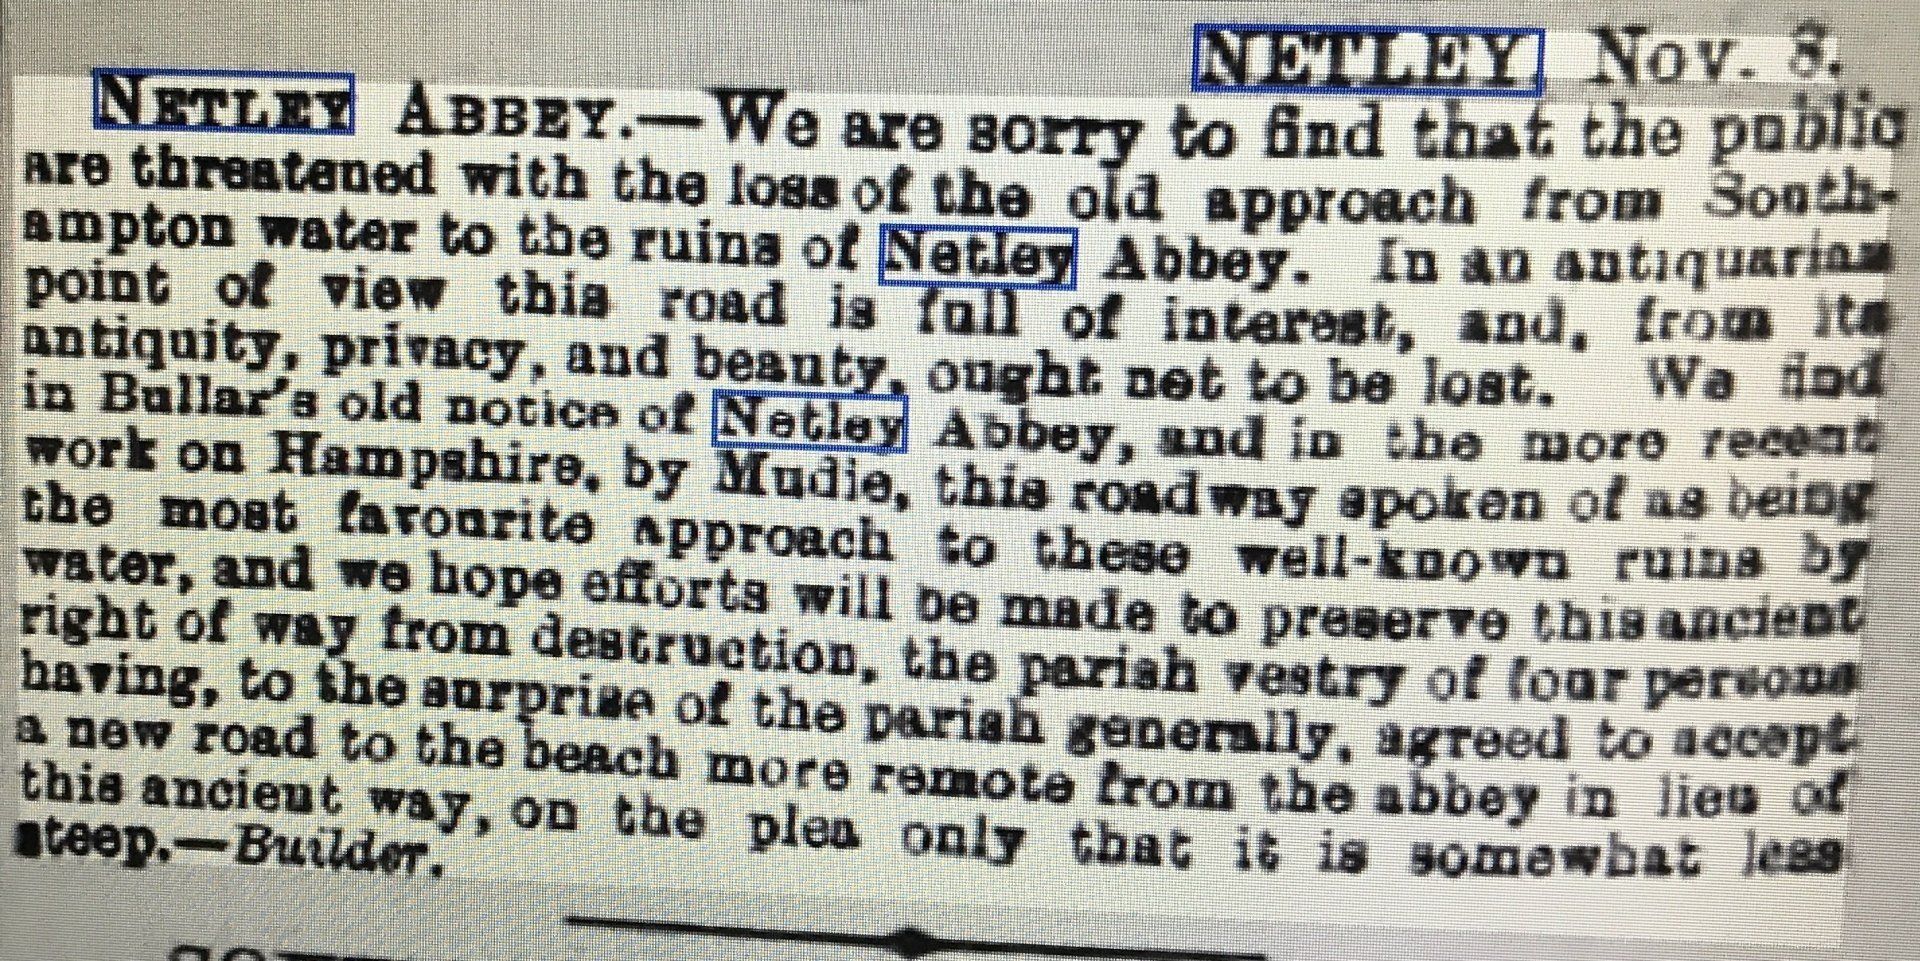 NETLEY Nov. 8.
NETLEY ABBEY.—We are sorry to find that the public
are threatened with the loss of the old approach from South-
ampton water to the ruins of Netley Abbey. In an antiquarian
point of view this road is full of interest, and, from its
antiquity, privacy, and beauty, ought not to be lost. We find
in Bullar's old notice of Netley Abbey, and in the more recent
work on Hampshire, by Mudie, this roadway spoken of as being
the most favourite approach to these well-known ruins by
water, and we hope efforts will be made to preserve this ancient
right of way from destruction, the parish vestry of four persons
having, to the surprise of the parish generally, agreed to accept
a new road to the beach more remote from the abbey in lieu of
this ancient way, on the plea only that it is somewhat less
steep.—Builder.